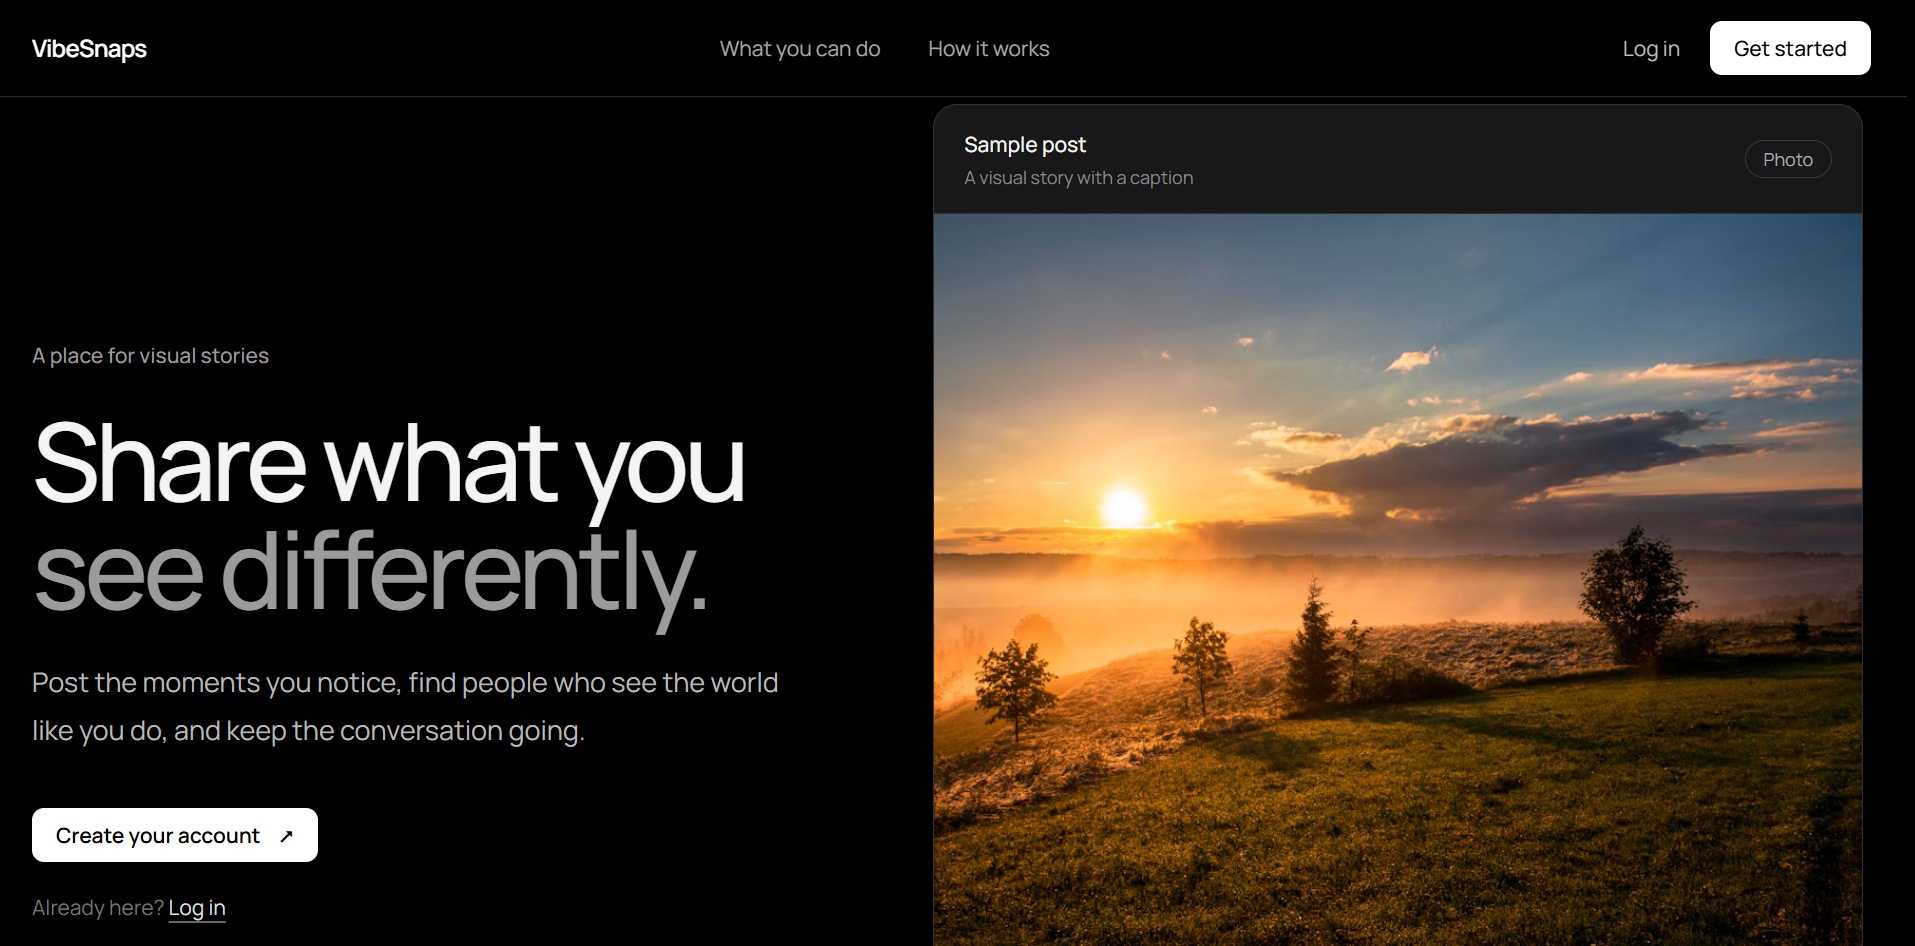 VibeSnaps
What you can do
How it works
Log in
Get started
A place for visual stories
Share what you
see differently.
Post the moments you notice, find people who see the world
like you do, and keep the conversation going.
Create your account ↗
Already here? Log in
Sample post
A visual story with a caption
Photo